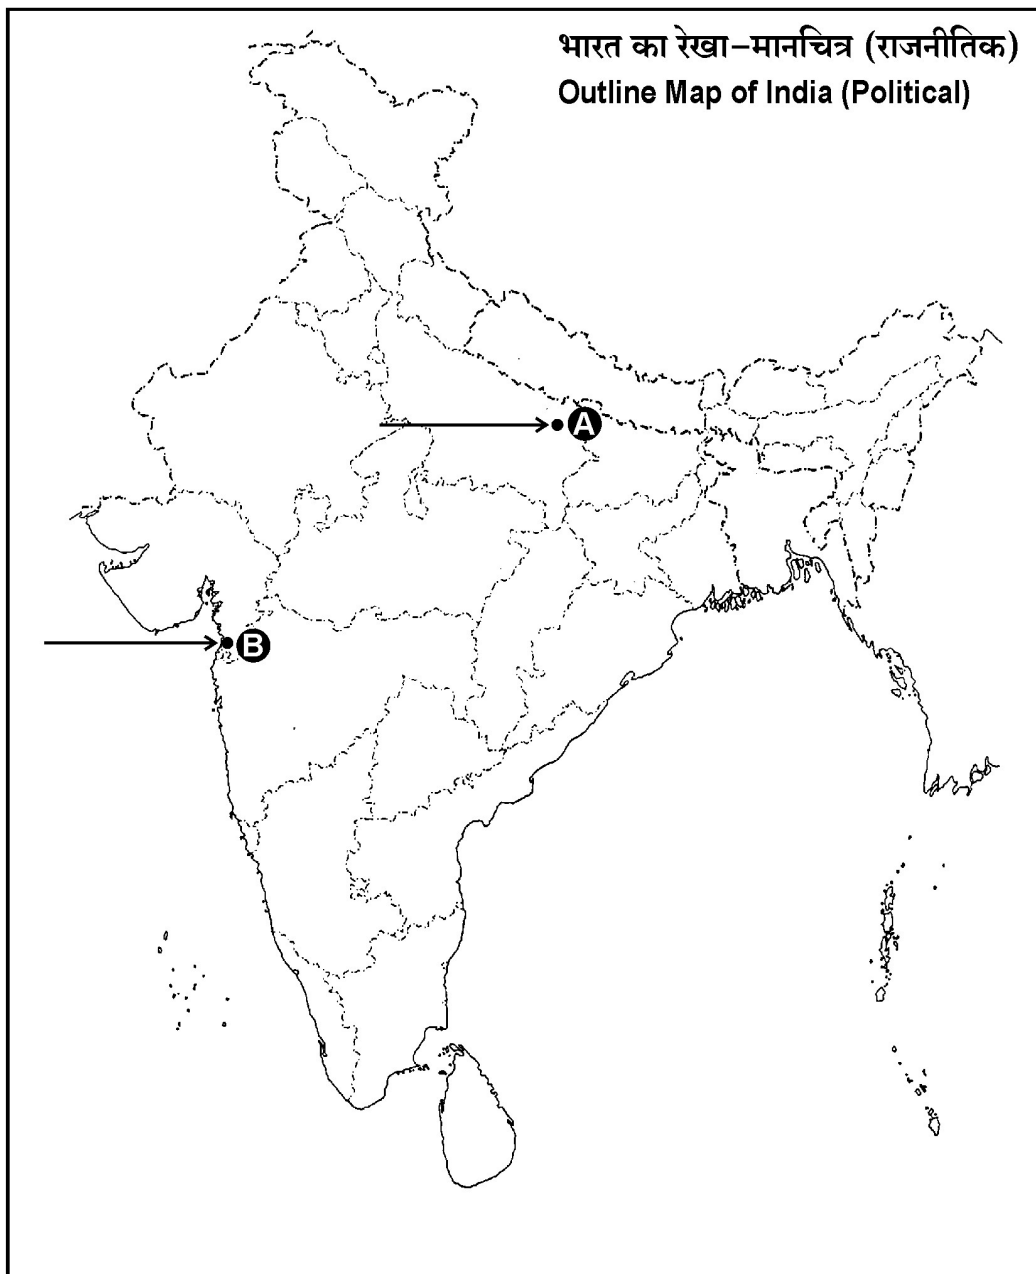 भारत का रेखा-मानचित्र (राजनीतिक)
Outline Map of India (Political)
A
B